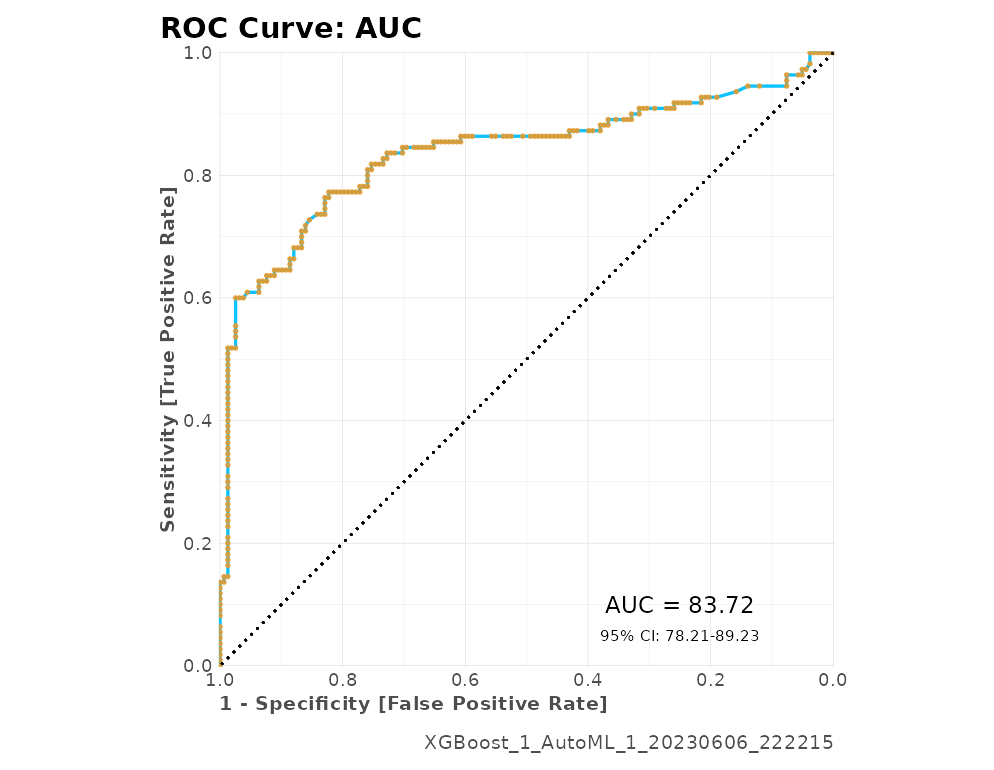 ROC Curve: AUC
Sensitivity [True Positive Rate]
1.0
0.8
0.6
0.4
0.2
0.0
AUC = 83.72
95% CI: 78.21-89.23
1.0 0.8 0.6 0.4 0.2 0.0
1 - Specificity [False Positive Rate]
XGBoost_1_AutoML_1_20230606_222215